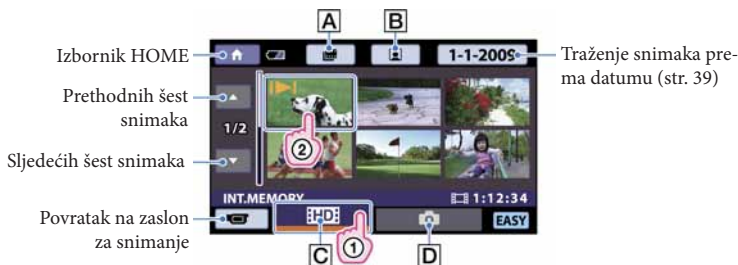 A
B
Izbornik HOME
1-1-2009
Traženje snimaka pre-
ma datumu (str. 39)
Prethodnih šest
snimaka
1/2
②
Sljedećih šest snimaka
INT.MEMORY
1:12:34
Povratak na zaslon
za snimanje
HD
①
EASY
C
D